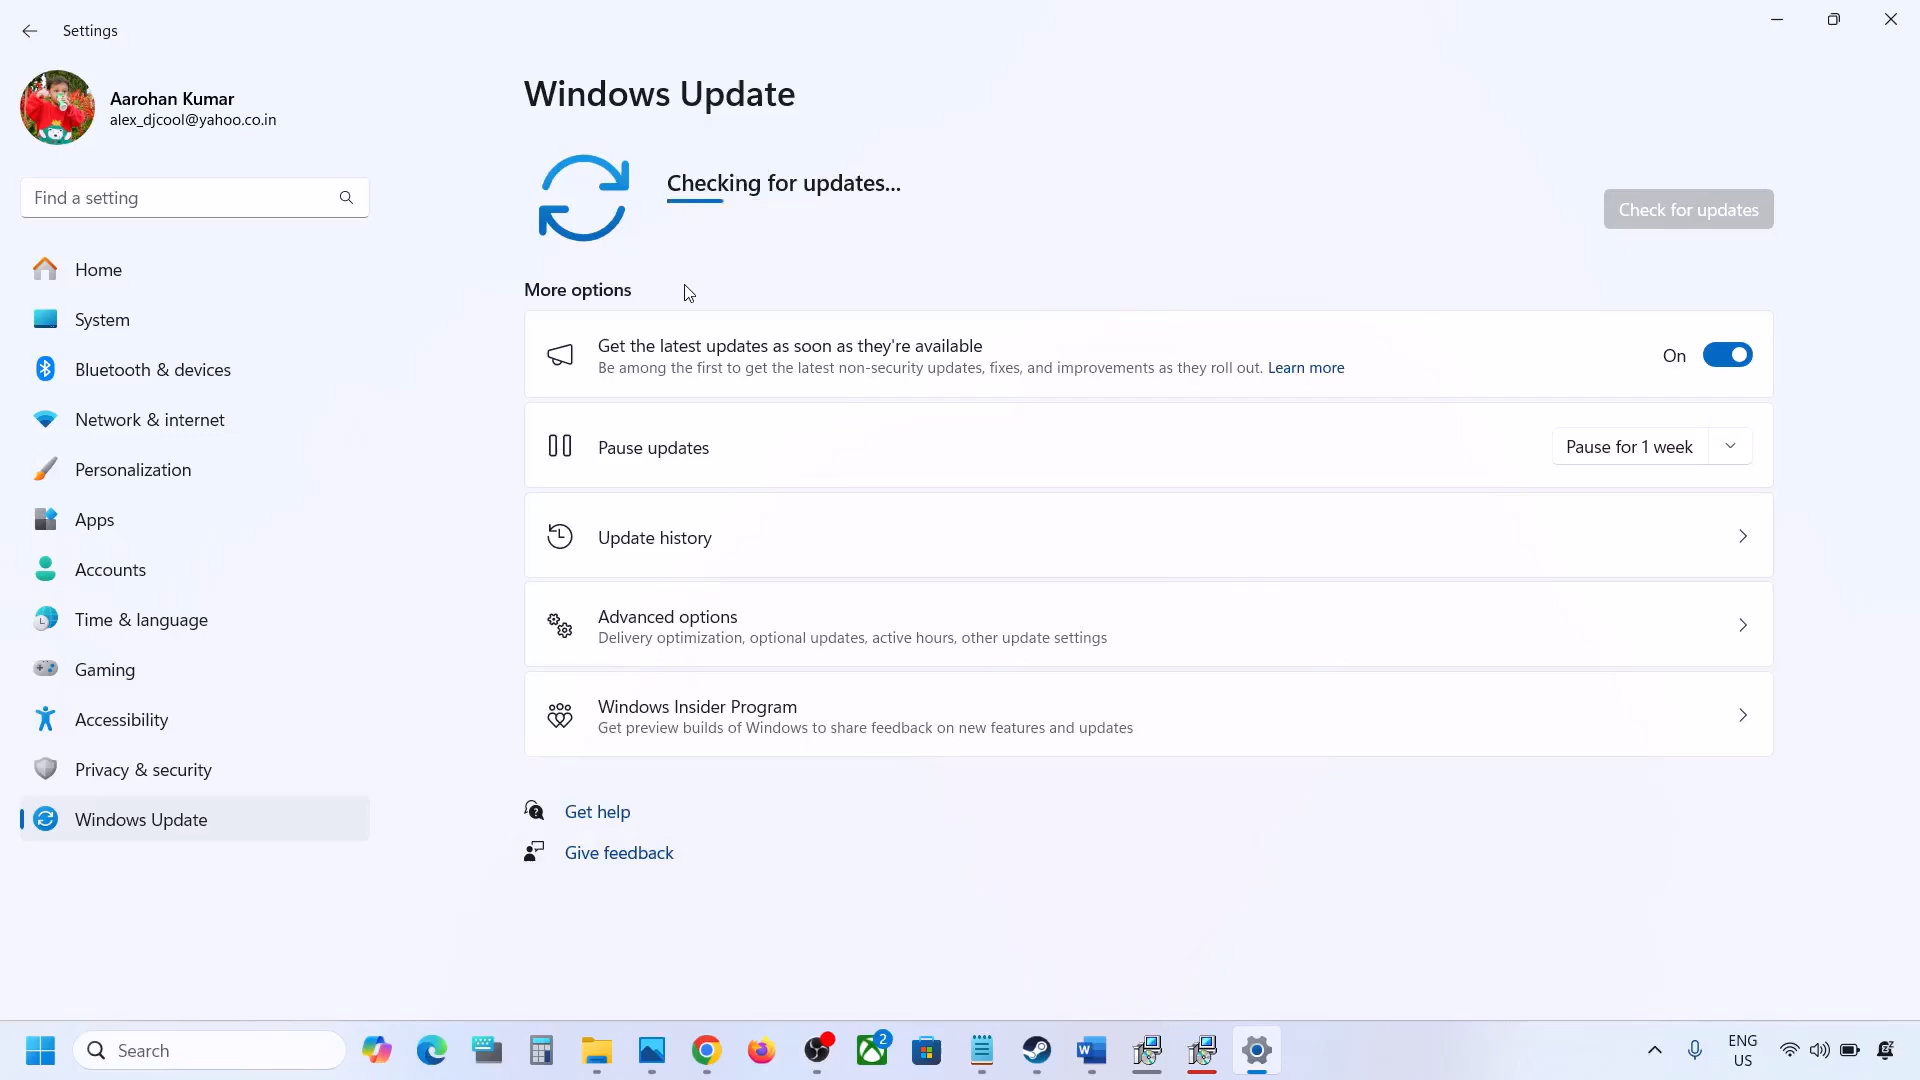 Settings
Aarohan Kumar
alex_djcool@yahoo.co.in
Find a setting
Home
System
Bluetooth & devices
Network & internet
Personalization
Apps
Accounts
Time & language
Gaming
Accessibility
Privacy & security
Windows Update
Windows Update
Checking for updates...
Check for updates
More options
Get the latest updates as soon as they're available
Be among the first to get the latest non-security updates, fixes, and improvements as they roll out. Learn more
On
Pause updates
Pause for 1 week
Update history
Advanced options
Delivery optimization, optional updates, active hours, other update settings
Windows Insider Program
Get preview builds of Windows to share feedback on new features and updates
Get help
Give feedback
Search
2
ENG
US